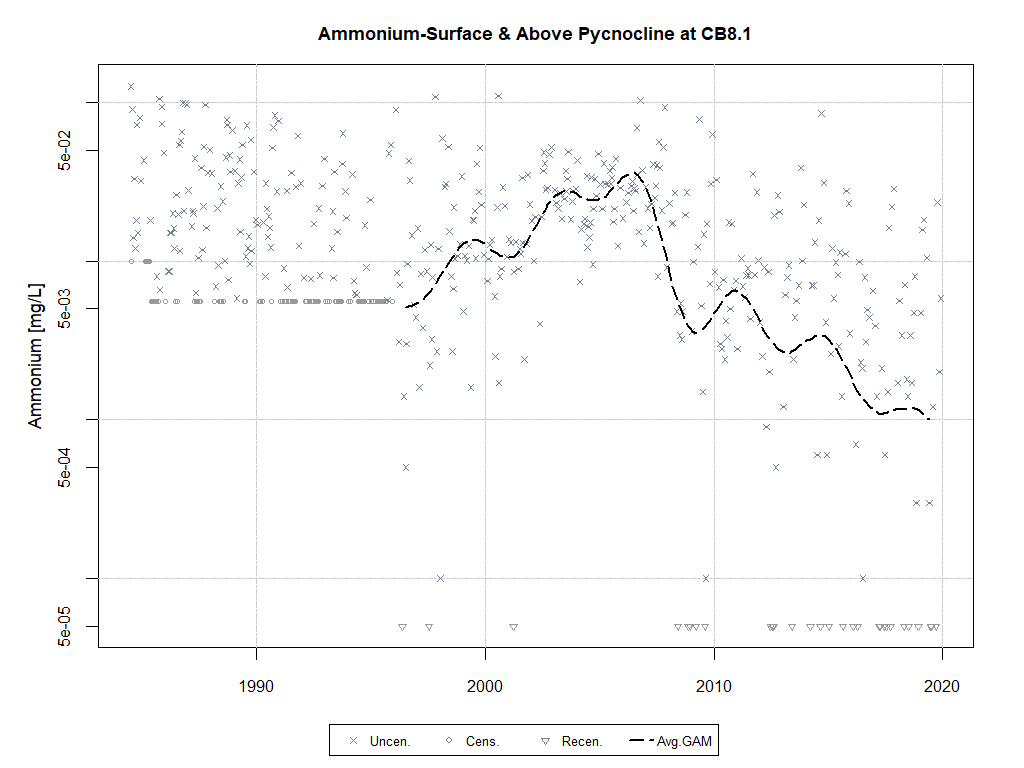 Ammonium-Surface & Above Pycnocline at CB8.1
Ammonium [mg/L]
5e-02
5e-03
5e-04
5e-05
1990 2000 2010 2020
Uncen. Cens. Recen. Avg.GAM